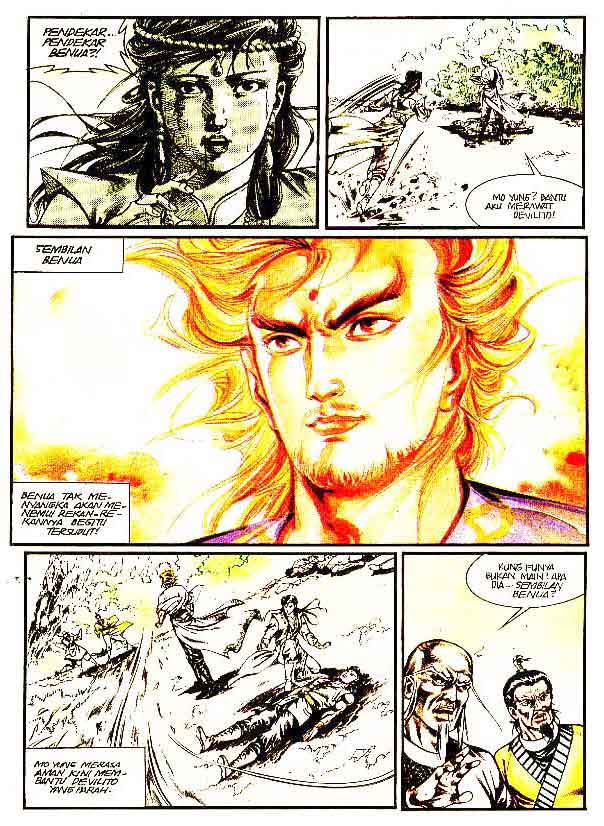 PENDEKAR...
PENDEKAR
BENUA?!
MO YUNG? BANTU
AKU MERAWAT
DEVILITO!
SEMBILAN
BENUA
BENUA TAK ME-
NYANGKA AKAN ME-
NEMUI REKAN-RE-
KANNYA BEGITU
TERSUDUT!
MO YUNG MERASA
AMAN KINI MEM-
BANTU DEVILITO
YANG PARAH.
KUNG FUNYA
BUKAN MAIN! APA
DIA... SEMBILAN
BENUA?